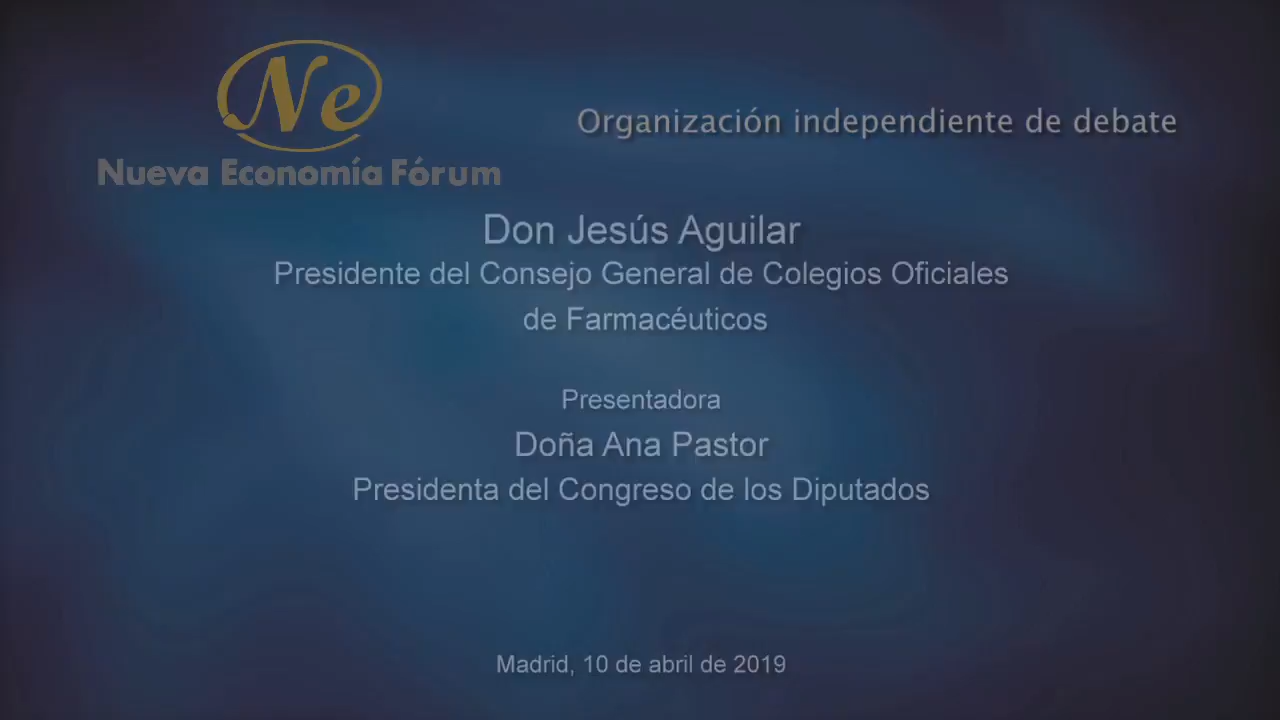 Ne
Nueva Economía Fórum
Organización independiente de debate
Don Jesús Aguilar
Presidente del Consejo General de Colegios Oficiales
de Farmacéuticos
Presentadora
Doña Ana Pastor
Presidenta del Congreso de los Diputados
Madrid, 10 de abril de 2019